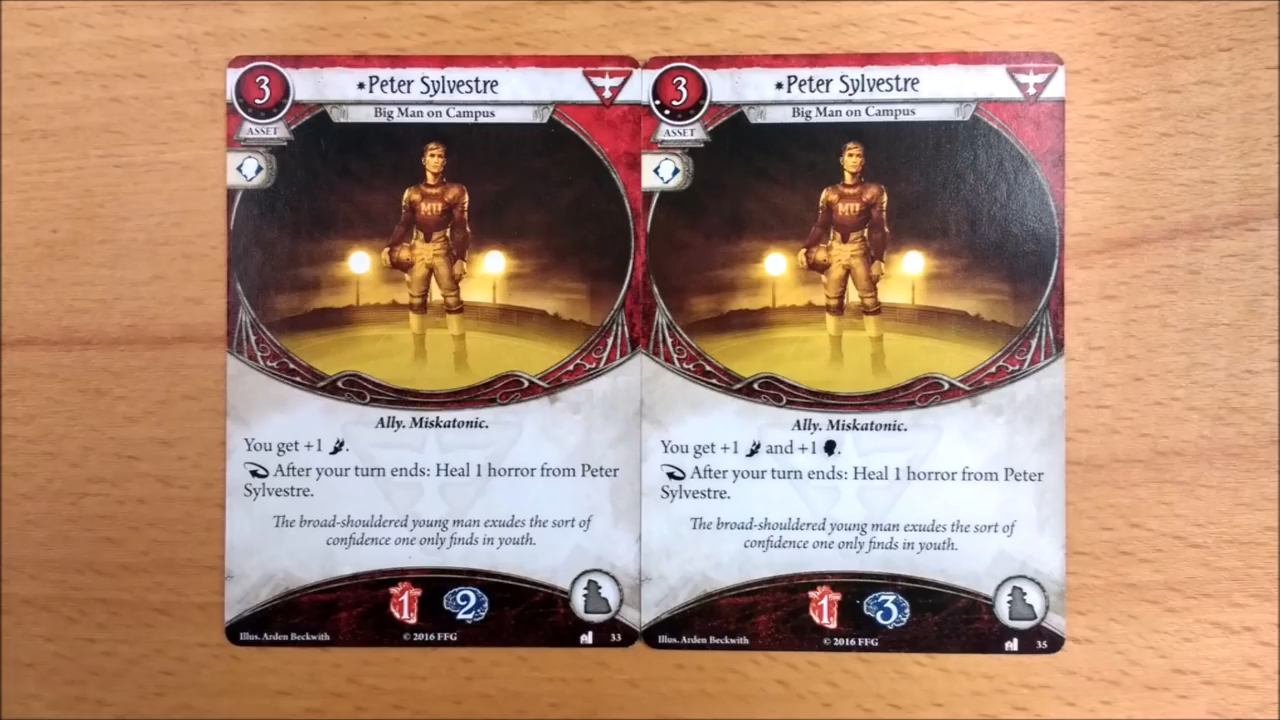 3
*Peter Sylvestre
Big Man on Campus
ASSET
MU
Ally. Miskatonic.
You get +1 .
After your turn ends: Heal 1 horror from Peter
Sylvestre.
The broad-shouldered young man exudes the sort of
confidence one only finds in youth.
1 2
Illus. Arden Beckwith © 2016 FFG 33
3
*Peter Sylvestre
Big Man on Campus
ASSET
MU
Ally. Miskatonic.
You get +1 and +1 .
After your turn ends: Heal 1 horror from Peter
Sylvestre.
The broad-shouldered young man exudes the sort of
confidence one only finds in youth.
1 3
Illus. Arden Beckwith © 2016 FFG 35